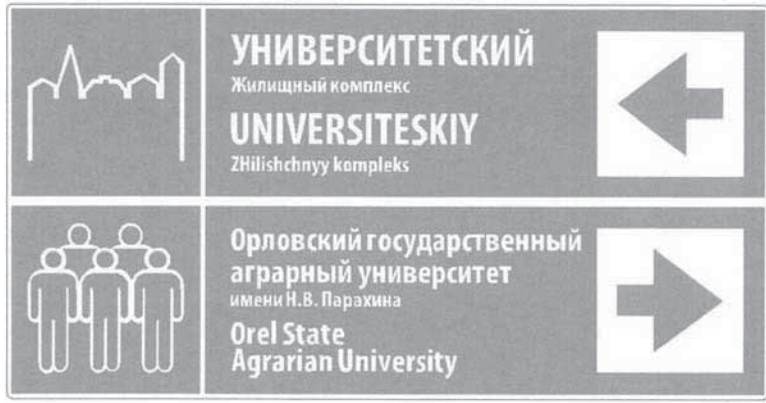 УНИВЕРСИТЕТСКИЙ
Жилищный комплекс
UNIVERSITESKIY
ZHilishchnyy kompleks
Орловский государственный
аграрный университет
имени Н.В. Парахина
Orel State
Agrarian University